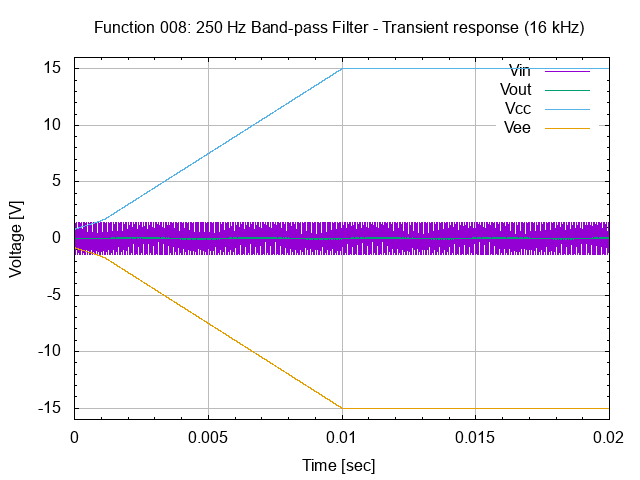 Function 008: 250 Hz Band-pass Filter - Transient response (16 kHz)
Vin
Vout
Vcc
Vee
15
10
5
0
-5
-10
-15
Voltage [V]
0 0.005 0.01 0.015 0.02
Time [sec]